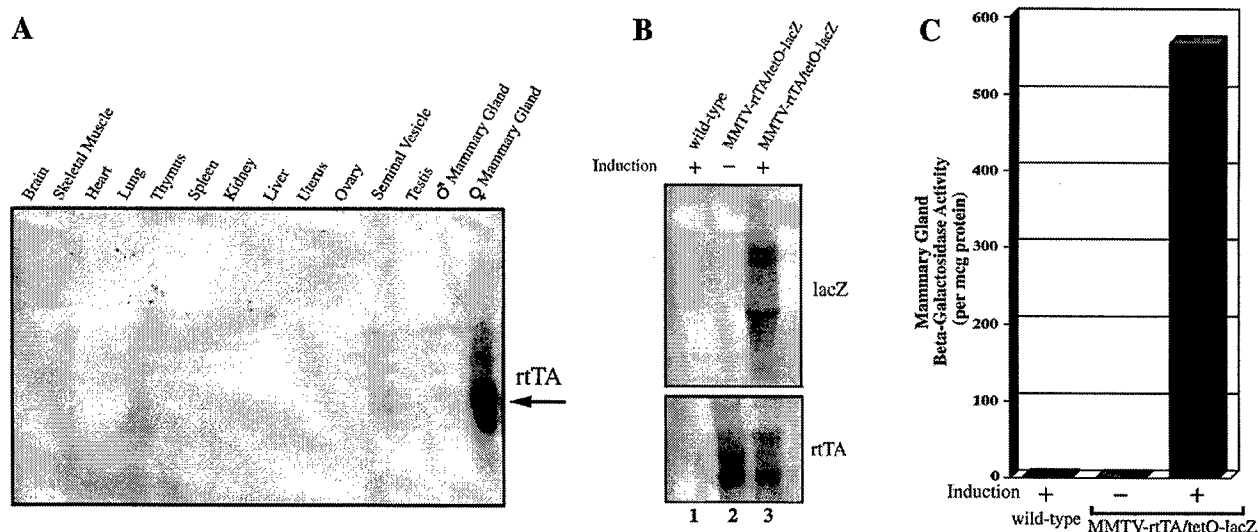 A
Brain
Skeletal Muscle
Heart
Lung
Thymus
Spleen
Kidney
Liver
Uterus
Ovary
Seminal Vesicle
Testis
♂ Mammary Gland
♀ Mammary Gland
rtTA
B
wild-type
MMTV-rtTA/tetO-lacZ
MMTV-rtTA/tetO-lacZ
Induction + − +
lacZ
rtTA
1 2 3
C
Mammary Gland
Beta-Galactosidase Activity
(per mcg protein)
600
500
400
300
200
100
0
Induction + − +
wild-type MMTV-rtTA/tetO-lacZ